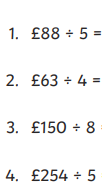 1. £88 ÷ 5 =
2. £63 ÷ 4 =
3. £150 ÷ 8
4. £254 ÷ 5